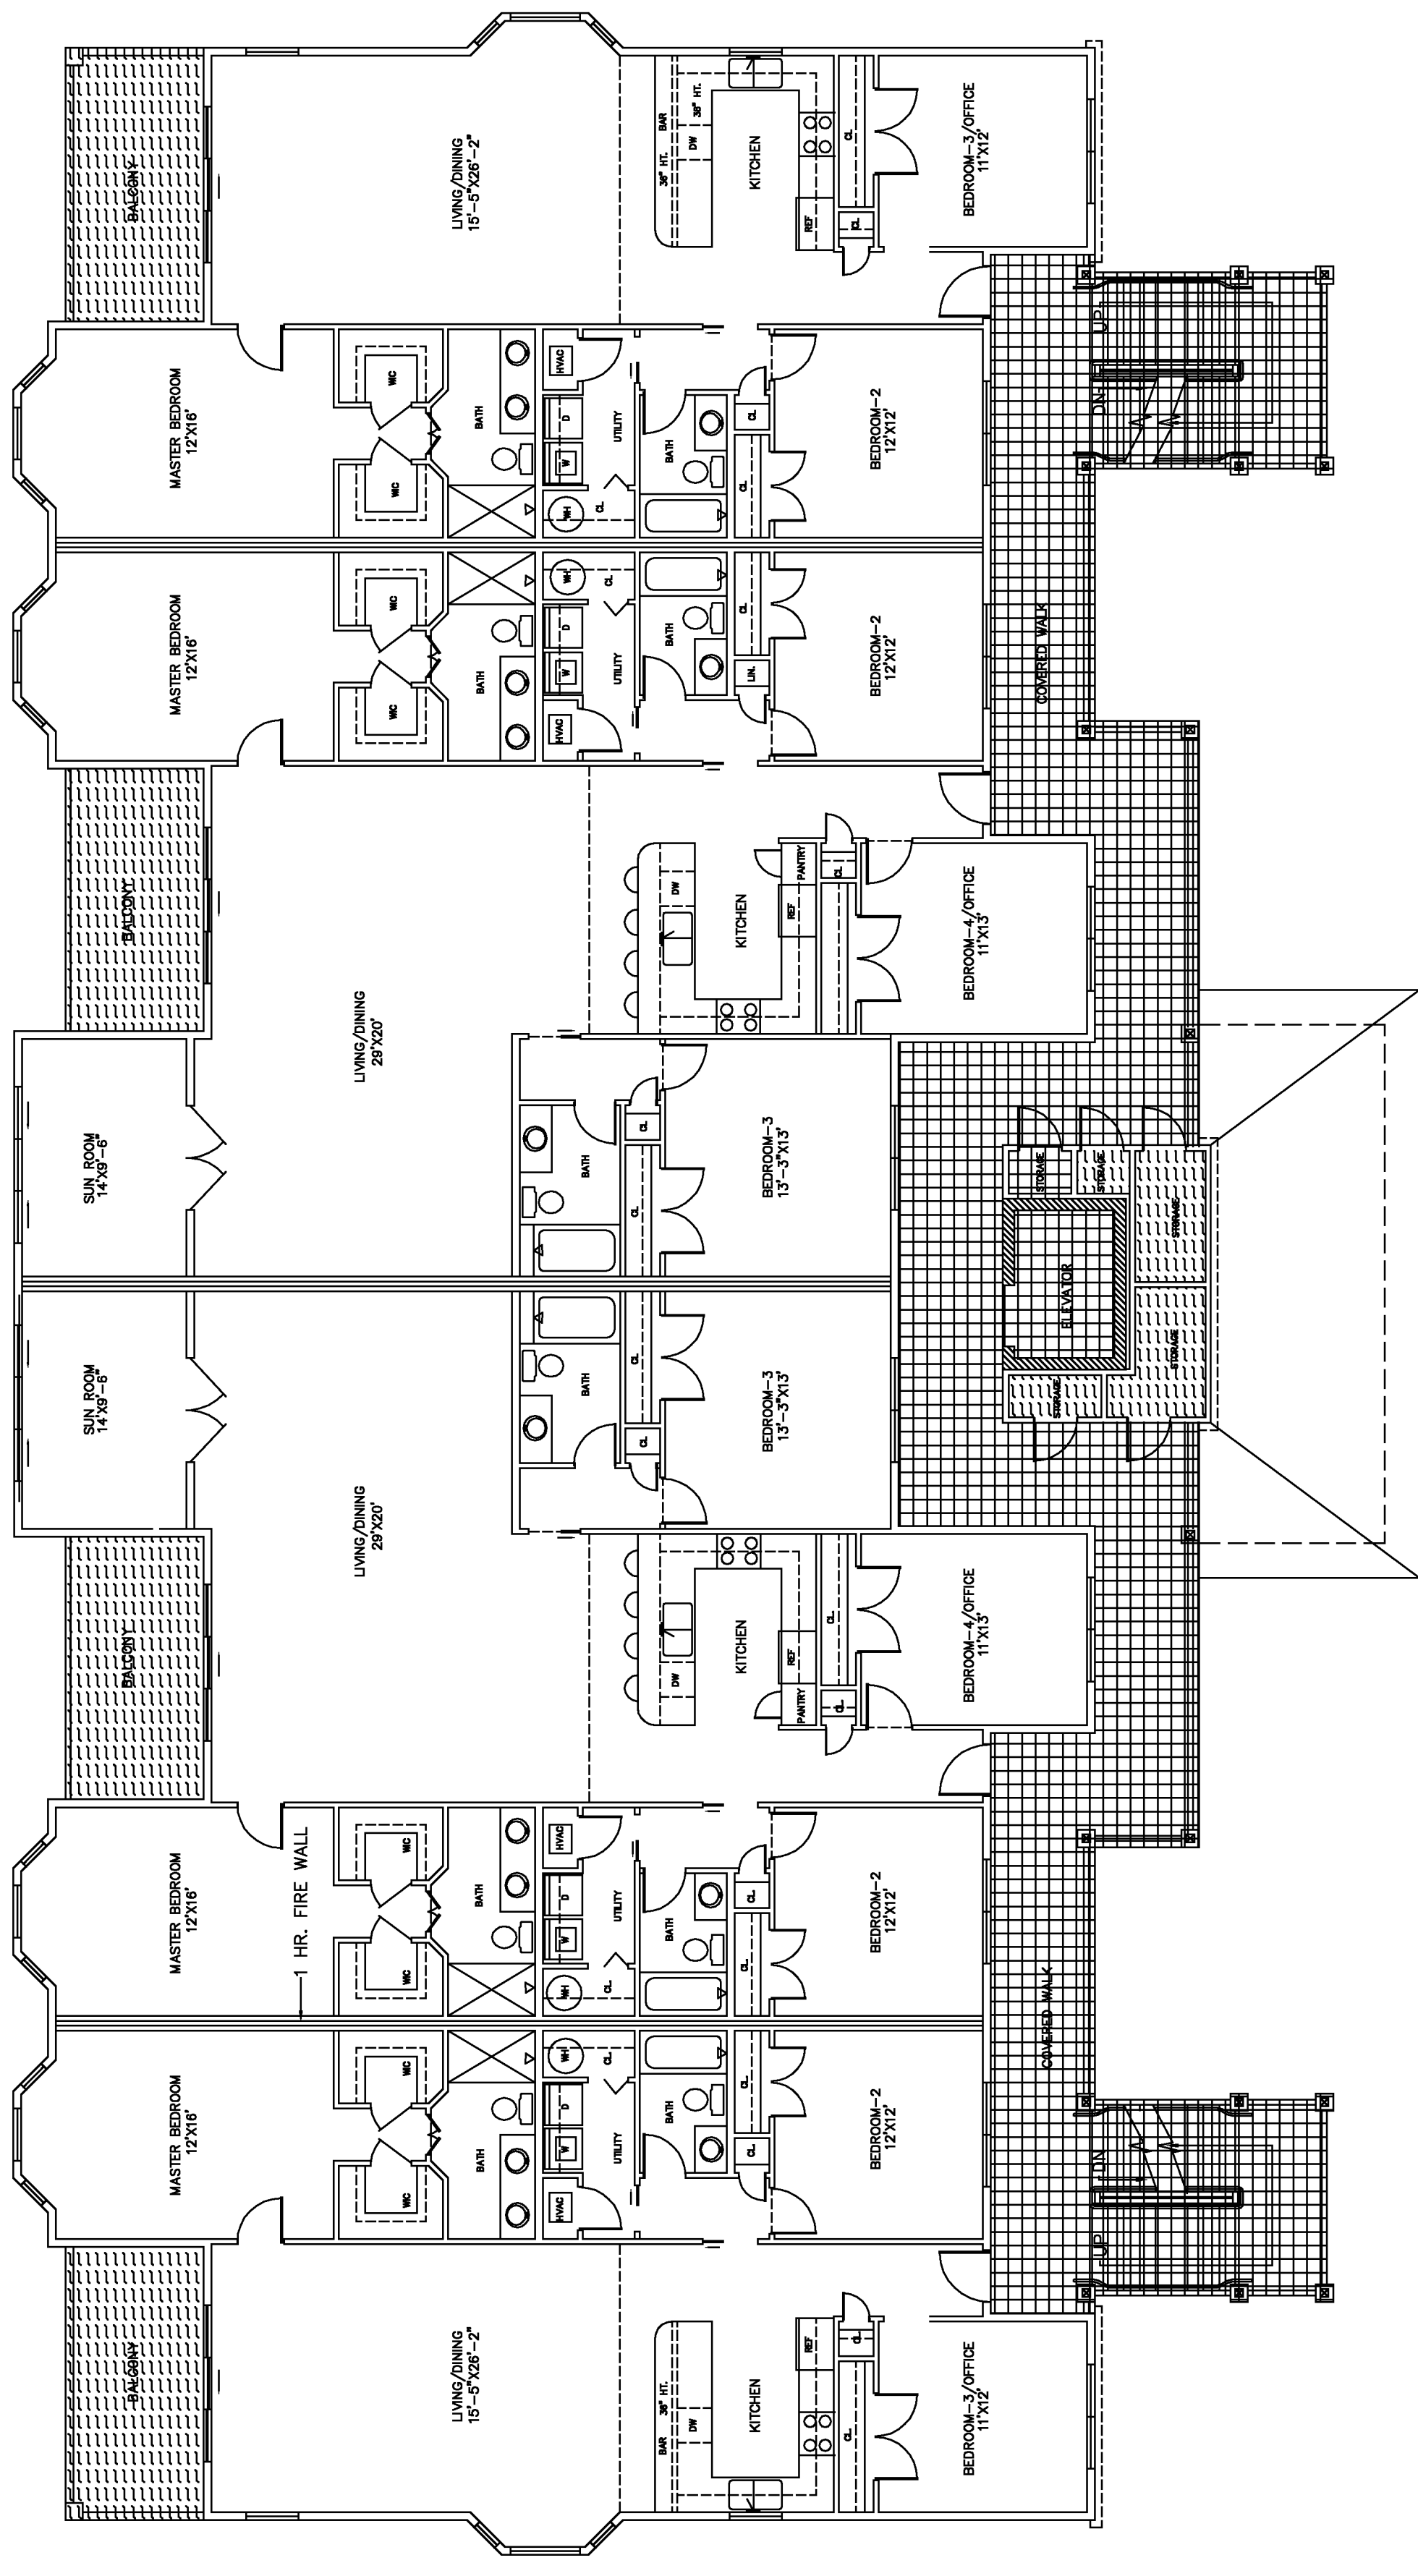 BALCONY
LIVING/DINING
15'-5"X26'-2"
36" HT.
BAR
DW
36" HT.
KITCHEN
REF
CL
CL
BEDROOM-3/OFFICE
11'X12'
MASTER BEDROOM
12'X16'
WIC
WIC
BATH
HVAC
D
W
WH
UTILITY
CL
BATH
CL
CL
BEDROOM-2
12'X12'
UP
DN
MASTER BEDROOM
12'X16'
WIC
WIC
BATH
WH
D
W
HVAC
CL
UTILITY
BATH
CL
LIN.
BEDROOM-2
12'X12'
COVERED WALK
BALCONY
LIVING/DINING
29'X20'
DW
KITCHEN
PANTRY
REF
CL
BEDROOM-4/OFFICE
11'X13'
SUN ROOM
14'X9'-6"
BATH
CL
CL
BEDROOM-3
13'-3"X13'
STORAGE
STORAGE
STORAGE
ELEVATOR
STORAGE
STORAGE
SUN ROOM
14'X9'-6"
BATH
CL
CL
BEDROOM-3
13'-3"X13'
BALCONY
LIVING/DINING
29'X20'
DW
KITCHEN
REF
PANTRY
CL
CL
BEDROOM-4/OFFICE
11'X13'
MASTER BEDROOM
12'X16'
1 HR. FIRE WALL
WIC
WIC
BATH
HVAC
D
W
WH
UTILITY
CL
BATH
CL
CL
BEDROOM-2
12'X12'
COVERED WALK
MASTER BEDROOM
12'X16'
WIC
WIC
BATH
WH
D
W
HVAC
CL
UTILITY
BATH
CL
CL
BEDROOM-2
12'X12'
DN
UP
BALCONY
LIVING/DINING
15'-5"X26'-2"
BAR
36" HT.
DW
KITCHEN
REF
CL
CL
BEDROOM-3/OFFICE
11'X12'